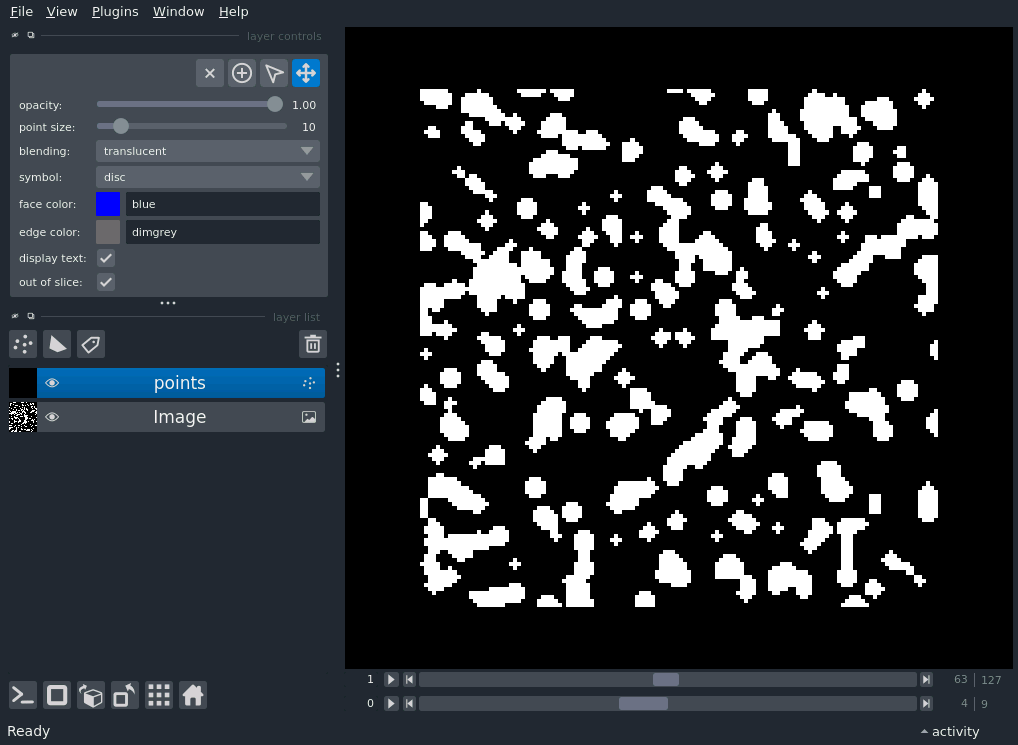 File View Plugins Window Help
layer controls
opacity: 1.00
point size: 10
blending: translucent
symbol: disc
face color: blue
edge color: dimgrey
display text:
out of slice:
layer list
points
Image
1 63 127
0 4 9
Ready activity